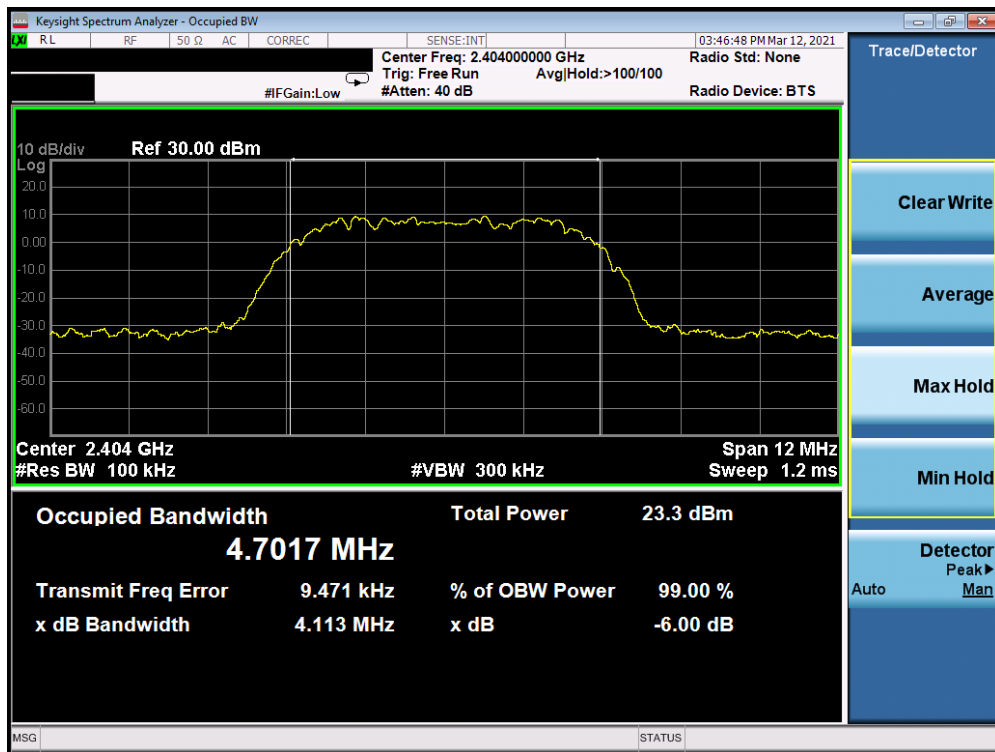 Keysight Spectrum Analyzer - Occupied BW
LXI RL RF 50 Ω AC CORREC SENSE:INT 03:46:48 PM Mar 12, 2021
Center Freq: 2.404000000 GHz Radio Std: None
Trig: Free Run Avg|Hold:>100/100
#IFGain:Low #Atten: 40 dB Radio Device: BTS
10 dB/div Ref 30.00 dBm
Log
20.0
10.0
0.00
-10.0
-20.0
-30.0
-40.0
-50.0
-60.0
Center 2.404 GHz Span 12 MHz
#Res BW 100 kHz #VBW 300 kHz Sweep 1.2 ms
Occupied Bandwidth Total Power 23.3 dBm
4.7017 MHz
Transmit Freq Error 9.471 kHz % of OBW Power 99.00 %
x dB Bandwidth 4.113 MHz x dB -6.00 dB
MSG STATUS
Trace/Detector
Clear Write
Average
Max Hold
Min Hold
Detector
Peak▶
Auto Man